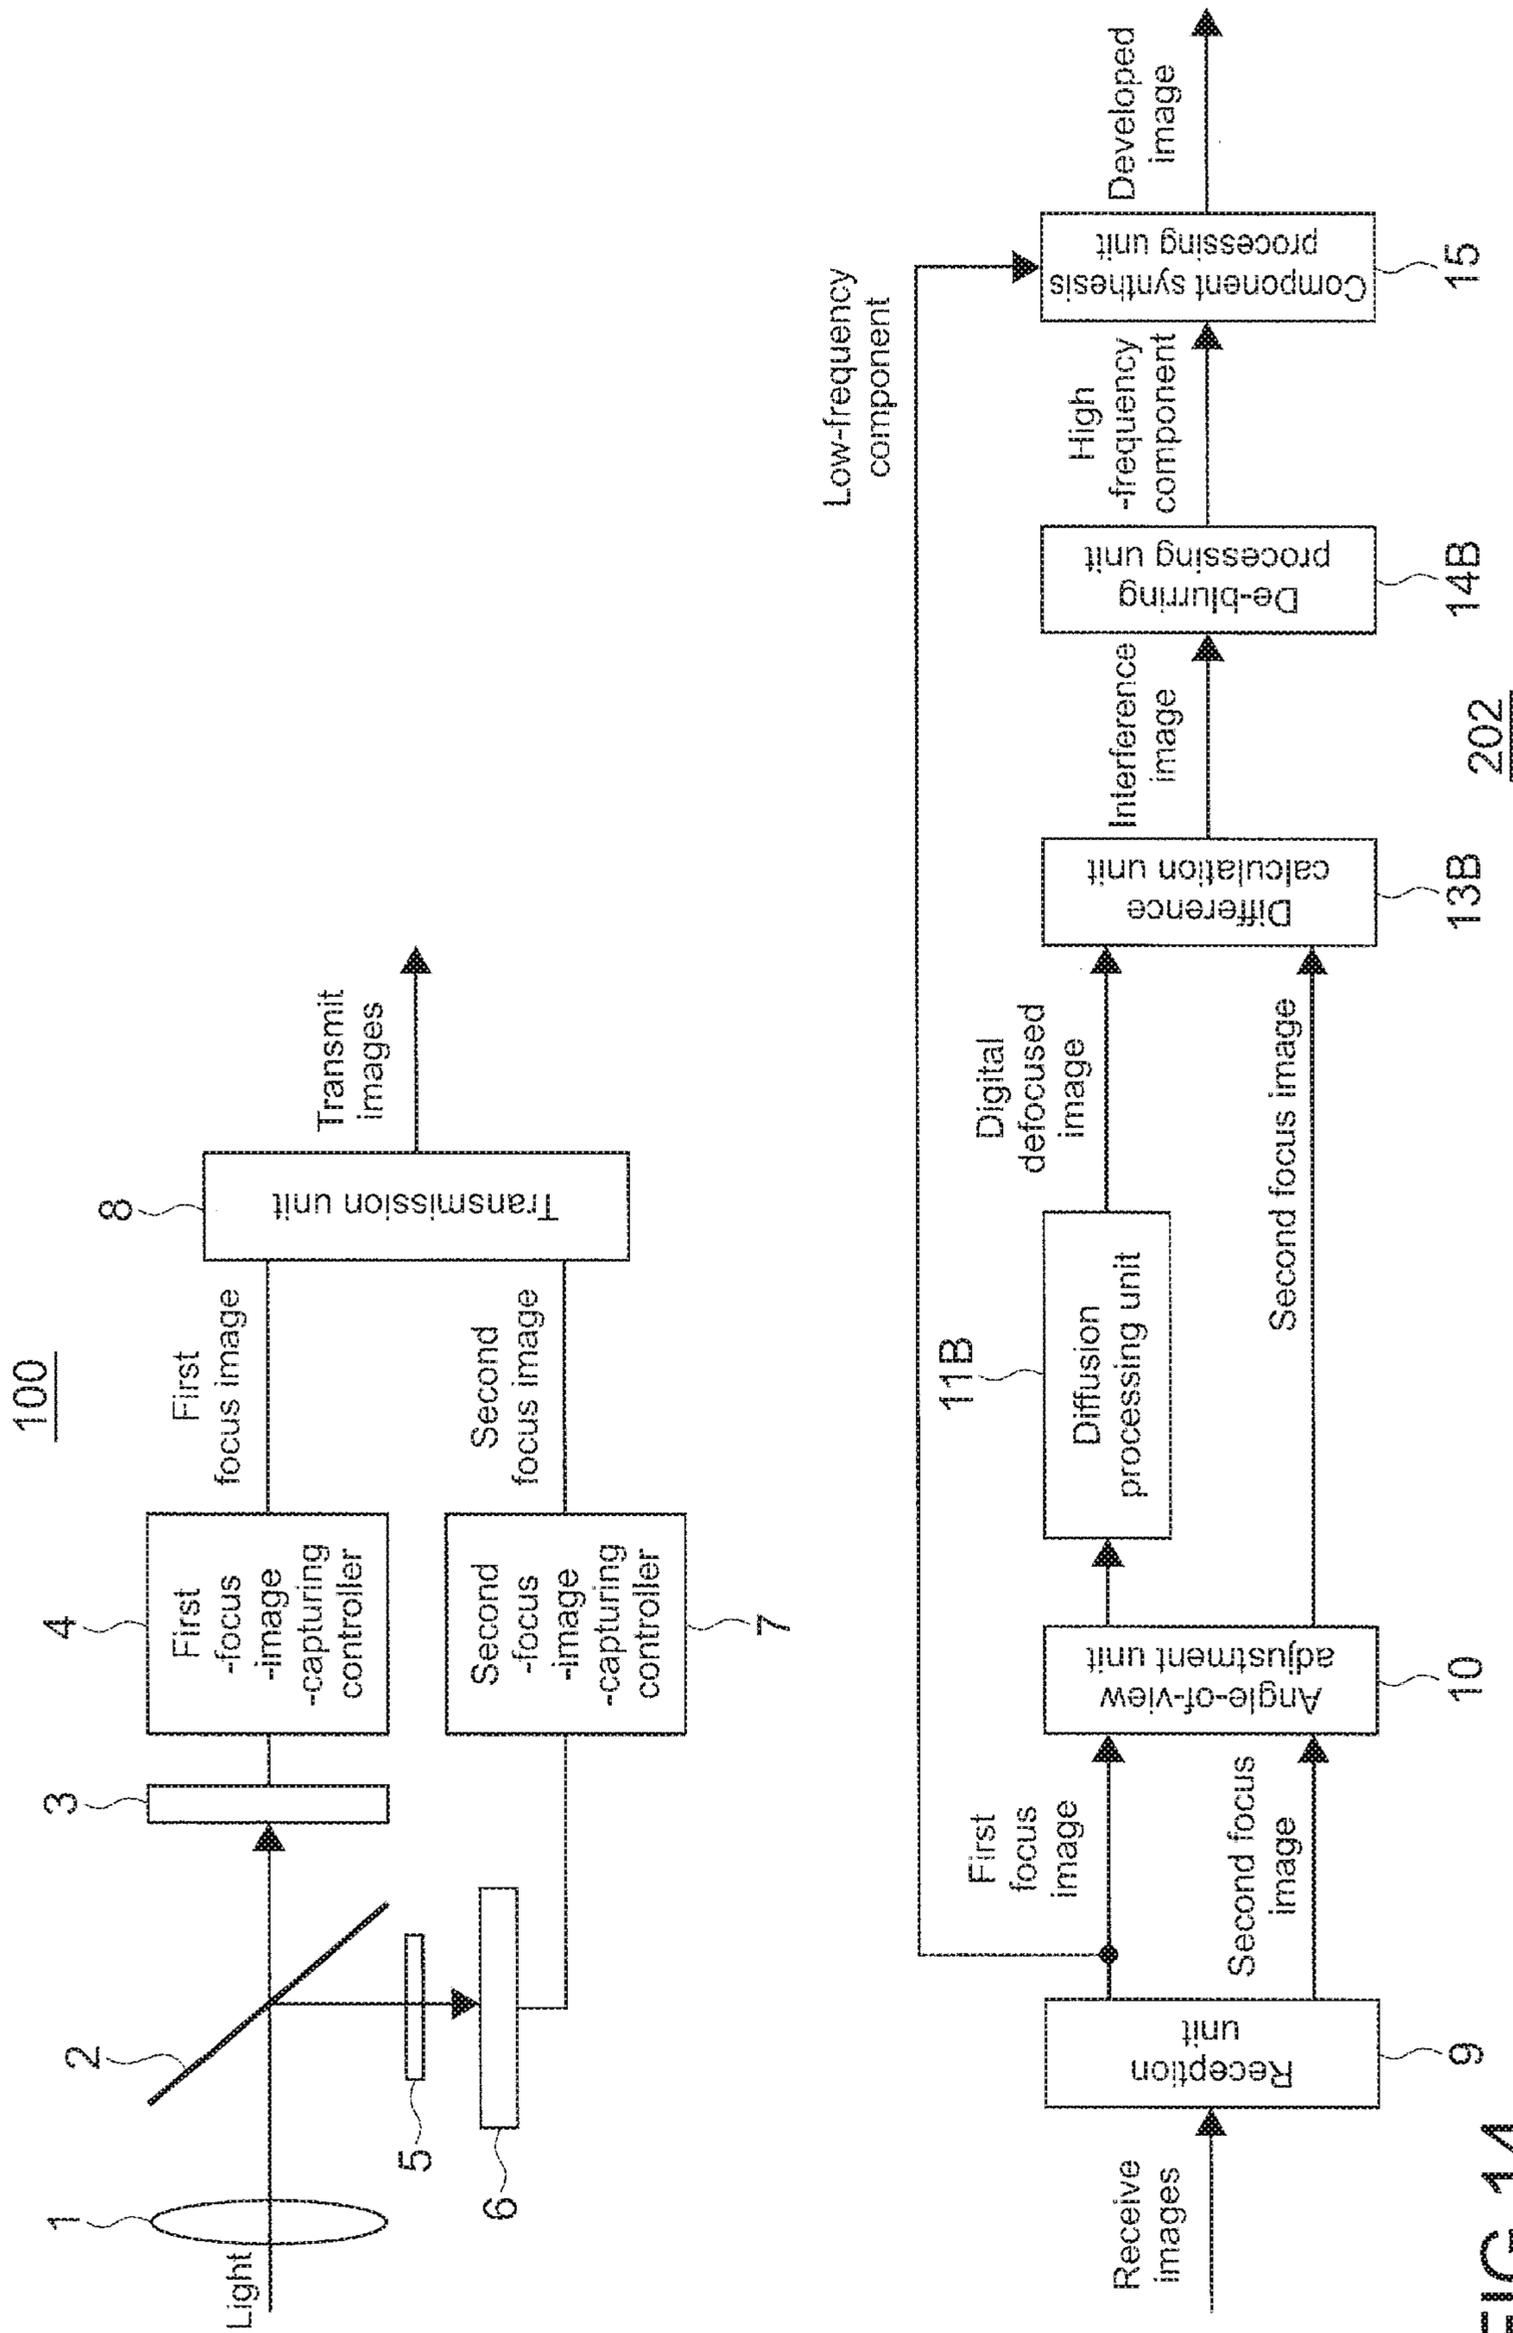 100
Light
1
2
3
4
5
6
7
8
First
-focus
-image
-capturing
controller
Second
-focus
-image
-capturing
controller
First
focus image
Second
focus image
Transmission unit
Transmit
images
Receive
images
Reception
unit
9
First
focus
image
Second focus
image
Angle-of-view
adjustment unit
10
11B
Diffusion
processing unit
Digital
defocused
image
Second focus image
Difference
calculation unit
13B
Interference
image
De-blurring
processing unit
14B
High
-frequency
component
Low-frequency
component
Component synthesis
processing unit
15
Developed
image
202
FIG.14